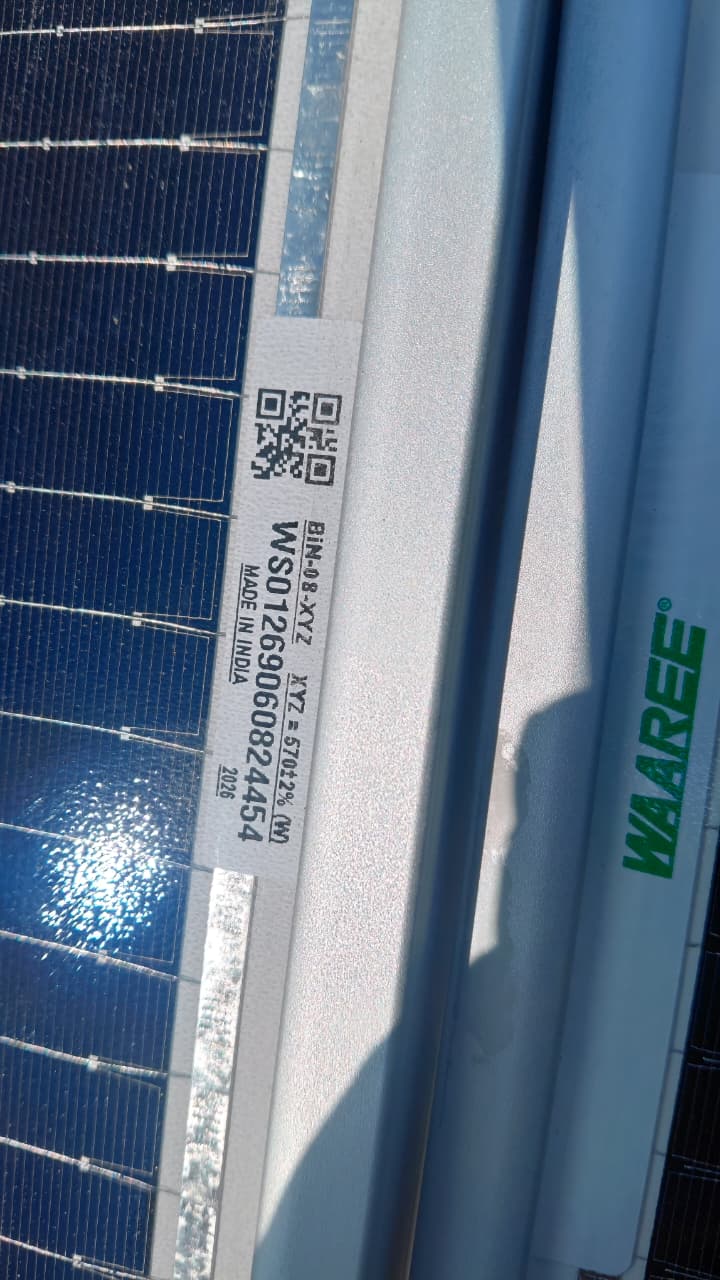 BiN-08-XYZ XYZ = 570±2% (W)
WS01269060824454
MADE IN INDIA 2026
WAAREE®